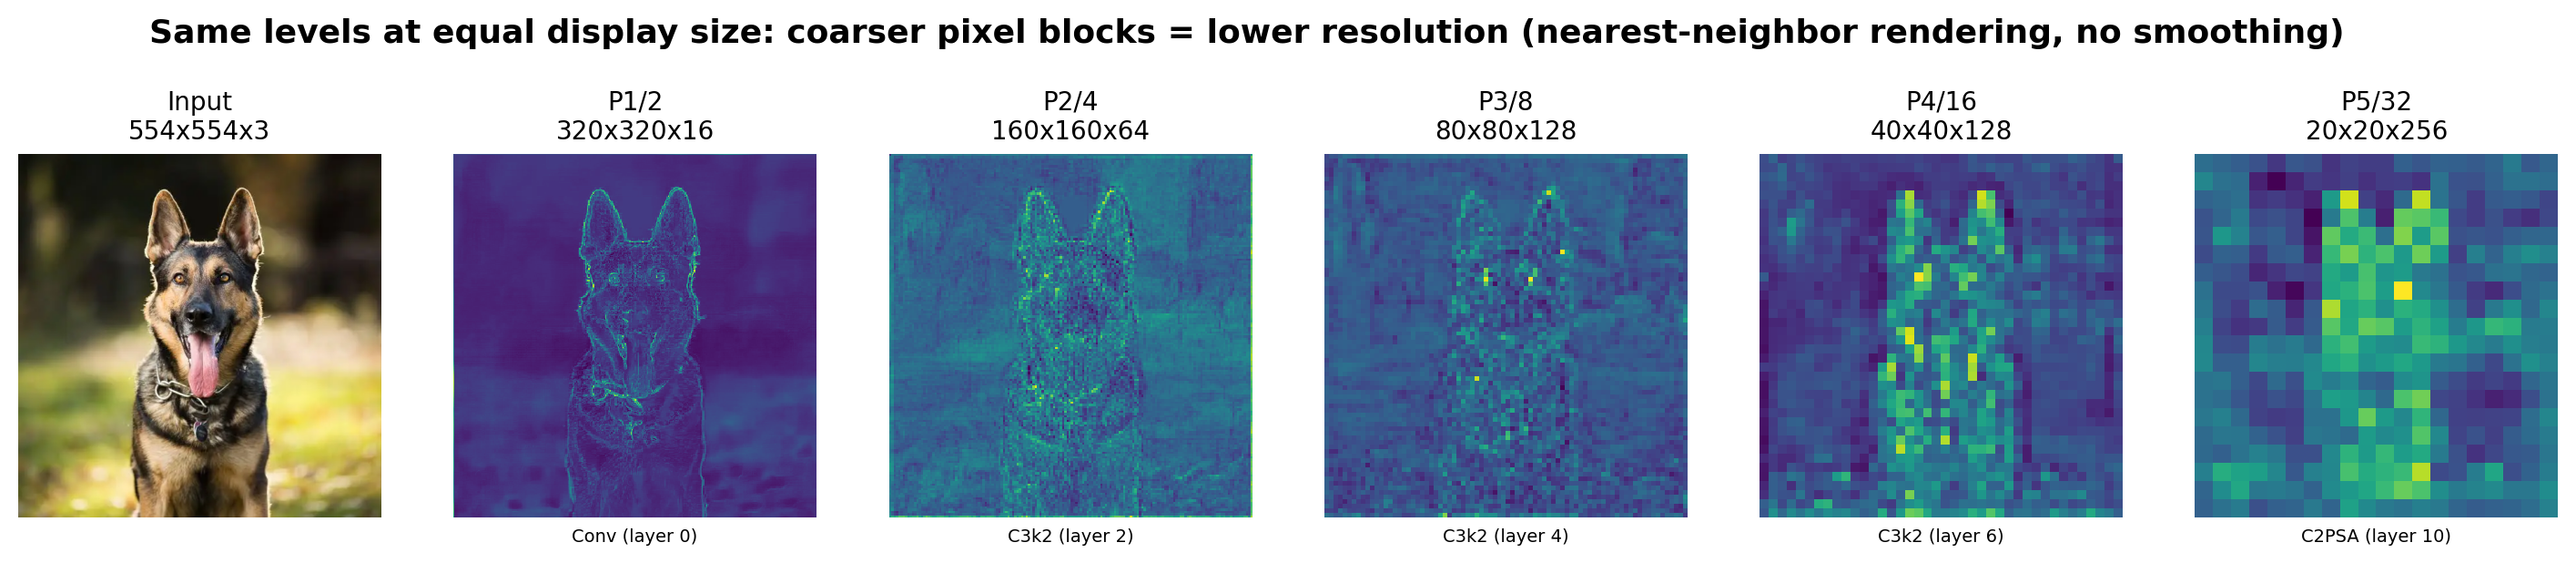 Same levels at equal display size: coarser pixel blocks = lower resolution (nearest-neighbor rendering, no smoothing)
Input
554x554x3
P1/2
320x320x16
P2/4
160x160x64
P3/8
80x80x128
P4/16
40x40x128
P5/32
20x20x256
Conv (layer 0)
C3k2 (layer 2)
C3k2 (layer 4)
C3k2 (layer 6)
C2PSA (layer 10)